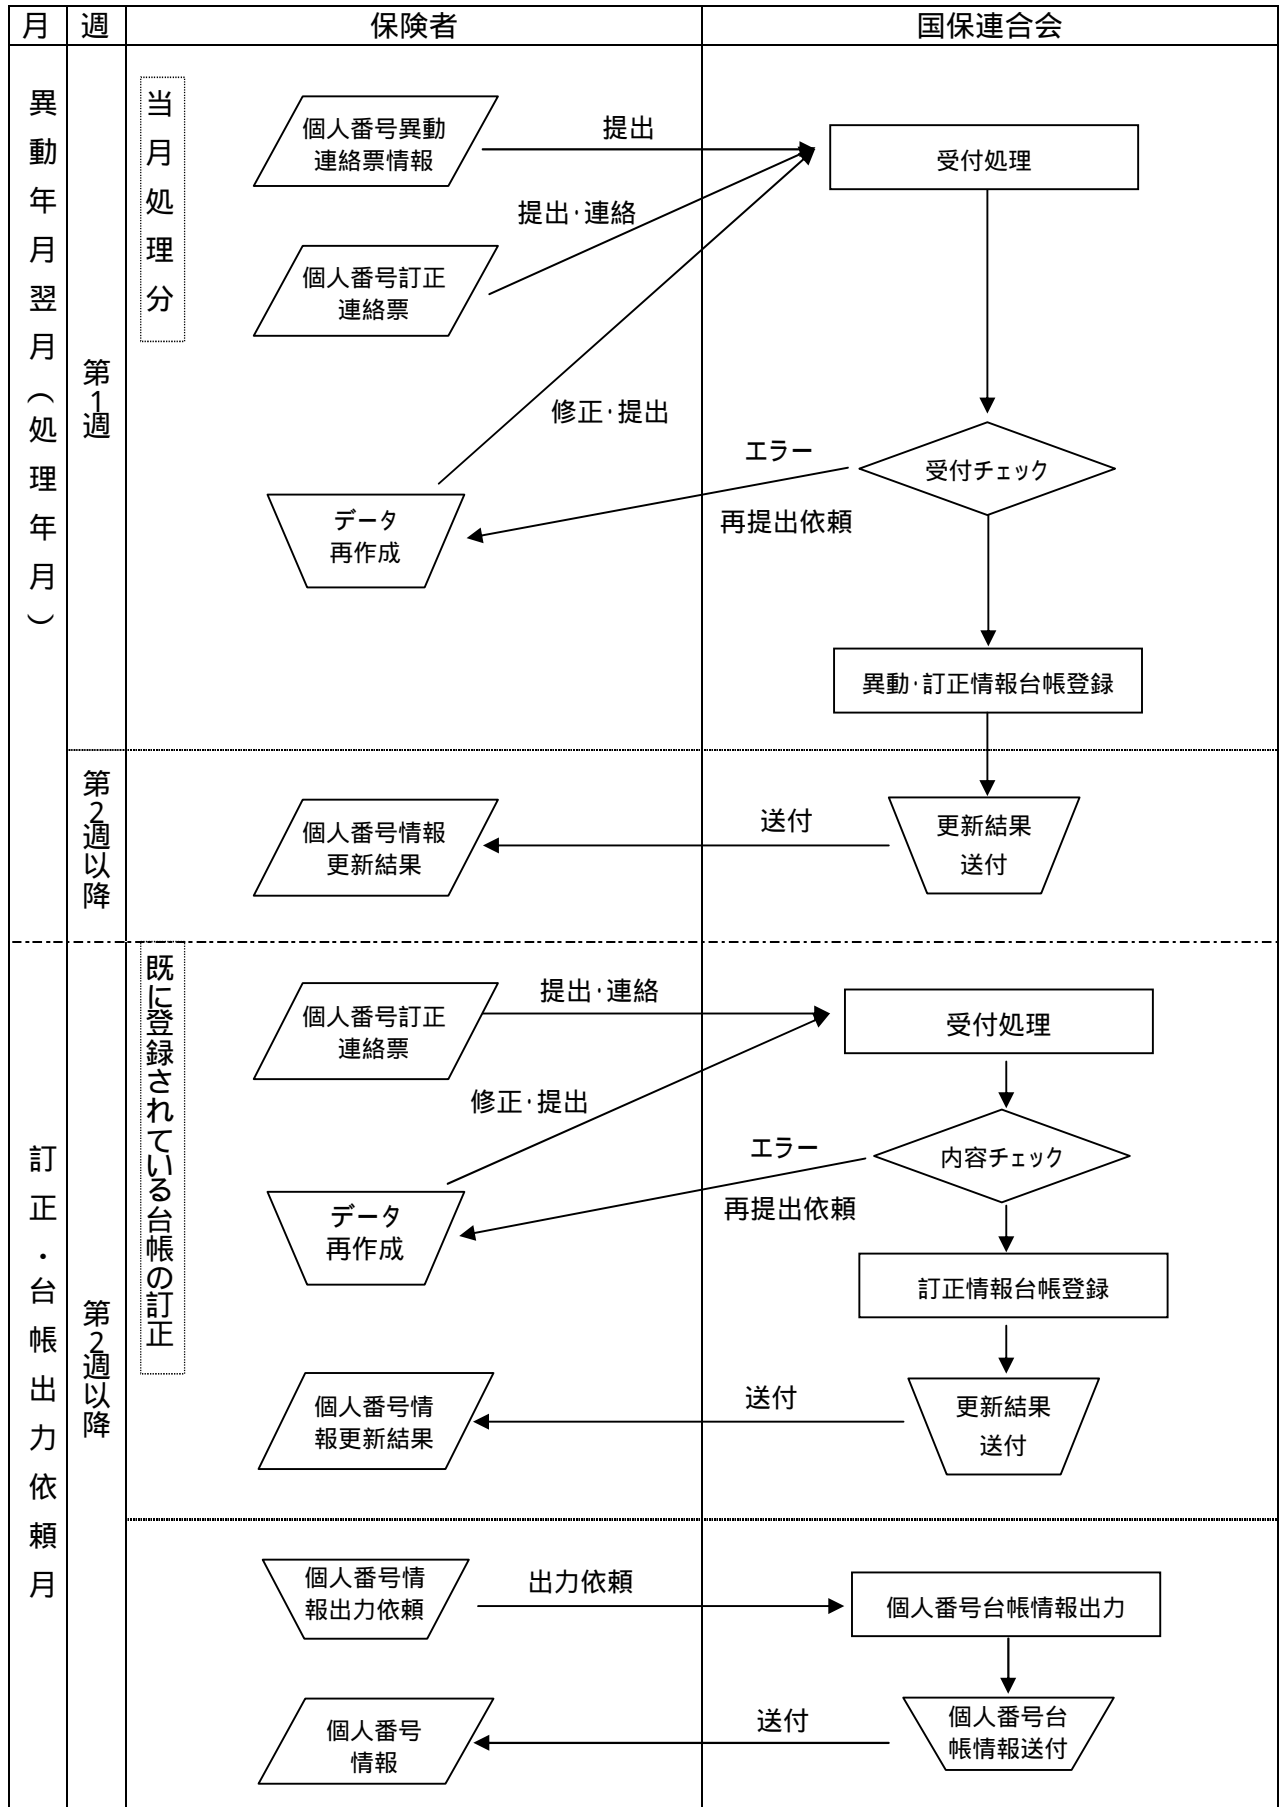 月
週
保険者
国保連合会
異動年月翌月（処理年月）
第1週
当月処理分
個人番号異動
連絡票情報
提出
受付処理
提出・連絡
個人番号訂正
連絡票
修正・提出
エラー
受付チェック
再提出依頼
データ
再作成
異動・訂正情報台帳登録
第2週以降
個人番号情報
更新結果
送付
更新結果
送付
訂正・台帳出力依頼月
第2週以降
既に登録されている台帳の訂正
個人番号訂正
連絡票
提出・連絡
受付処理
修正・提出
エラー
内容チェック
再提出依頼
データ
再作成
訂正情報台帳登録
個人番号情
報更新結果
送付
更新結果
送付
個人番号情
報出力依頼
出力依頼
個人番号台帳情報出力
個人番号
情報
送付
個人番号台
帳情報送付